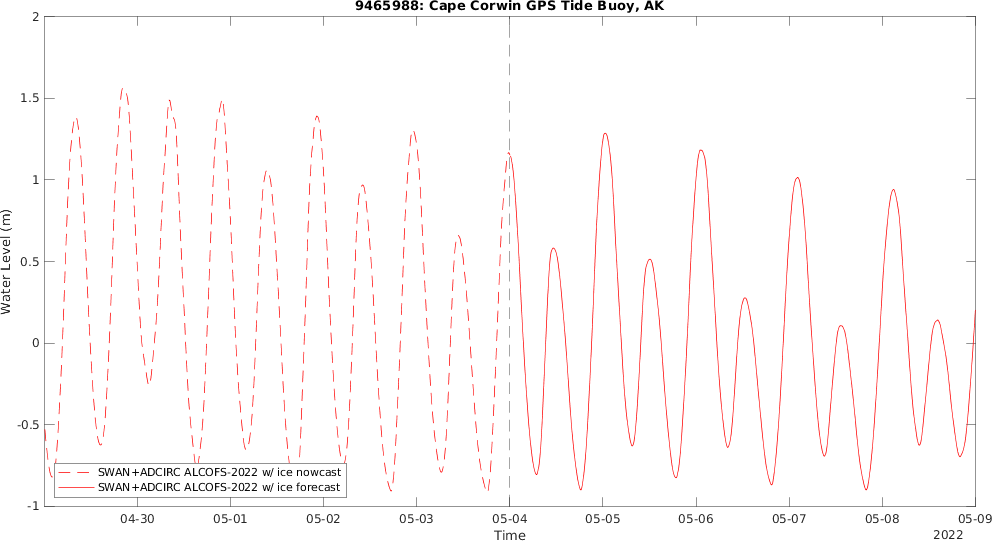 9465988: Cape Corwin GPS Tide Buoy, AK
2
1.5
1
0.5
0
-0.5
-1
Water Level (m)
SWAN+ADCIRC ALCOFS-2022 w/ ice nowcast
SWAN+ADCIRC ALCOFS-2022 w/ ice forecast
04-30 05-01 05-02 05-03 05-04 05-05 05-06 05-07 05-08 05-09
Time
2022